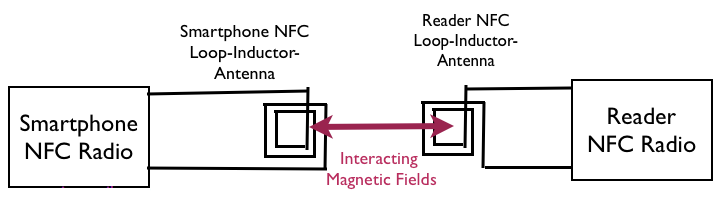 Smartphone NFC
Loop-Inductor-
Antenna
Reader NFC
Loop-Inductor-
Antenna
Smartphone
NFC Radio
Interacting
Magnetic Fields
Reader
NFC Radio